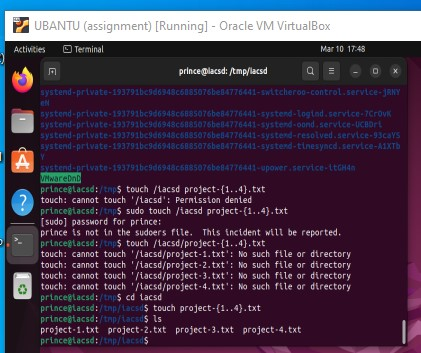 UBANTU (assignment) [Running] - Oracle VM VirtualBox
Activities Terminal Mar 10 17:48
prince@iacsd: /tmp/iacsd
systemd-private-193791bc9d6948c6885076be84776441-switcheroo-control.service-jRNY
eH
systemd-private-193791bc9d6948c6885076be84776441-systemd-logind.service-7CrOvK
systemd-private-193791bc9d6948c6885076be84776441-systemd-oomd.service-UCBDri
systemd-private-193791bc9d6948c6885076be84776441-systemd-resolved.service-93caYS
systemd-private-193791bc9d6948c6885076be84776441-systemd-timesyncd.service-A1XTb
y
systemd-private-193791bc9d6948c6885076be84776441-upower.service-itGH4n
VMwareDnD
prince@iacsd:/tmp$ touch /iacsd project-{1..4}.txt
touch: cannot touch '/iacsd': Permission denied
prince@iacsd:/tmp$ sudo touch /iacsd project-{1..4}.txt
[sudo] password for prince:
prince is not in the sudoers file.  This incident will be reported.
prince@iacsd:/tmp$ touch /iacsd/project-{1..4}.txt
touch: cannot touch '/iacsd/project-1.txt': No such file or directory
touch: cannot touch '/iacsd/project-2.txt': No such file or directory
touch: cannot touch '/iacsd/project-3.txt': No such file or directory
touch: cannot touch '/iacsd/project-4.txt': No such file or directory
prince@iacsd:/tmp$ cd iacsd
prince@iacsd:/tmp/iacsd$ touch project-{1..4}.txt
prince@iacsd:/tmp/iacsd$ ls
project-1.txt  project-2.txt  project-3.txt  project-4.txt
prince@iacsd:/tmp/iacsd$